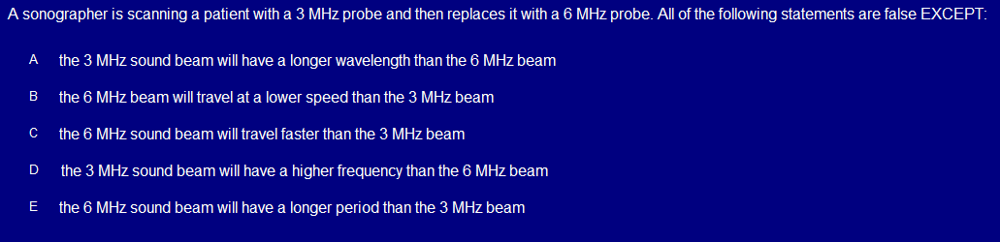 A sonographer is scanning a patient with a 3 MHz probe and then replaces it with a 6 MHz probe. All of the following statements are false EXCEPT:
A the 3 MHz sound beam will have a longer wavelength than the 6 MHz beam
B the 6 MHz beam will travel at a lower speed than the 3 MHz beam
C the 6 MHz sound beam will travel faster than the 3 MHz beam
D the 3 MHz sound beam will have a higher frequency than the 6 MHz beam
E the 6 MHz sound beam will have a longer period than the 3 MHz beam